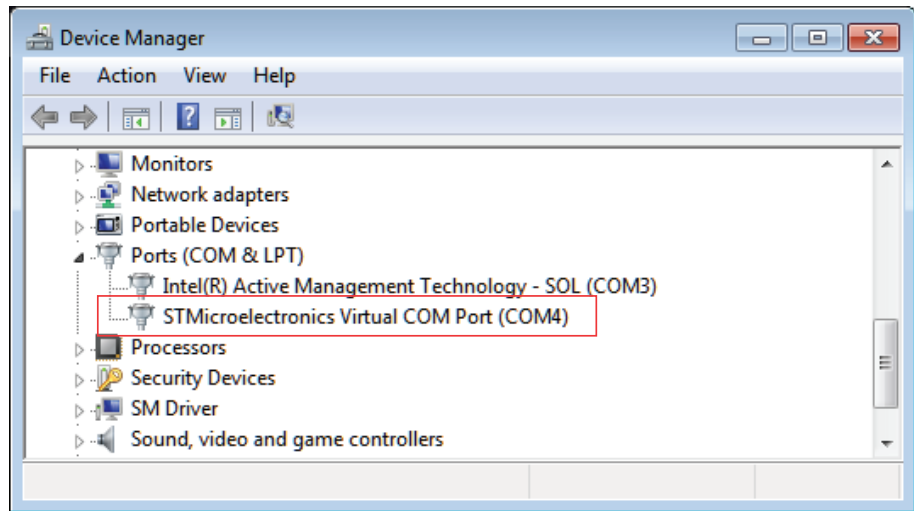 Device Manager
File Action View Help
Monitors
Network adapters
Portable Devices
Ports (COM & LPT)
Intel(R) Active Management Technology - SOL (COM3)
STMicroelectronics Virtual COM Port (COM4)
Processors
Security Devices
SM Driver
Sound, video and game controllers